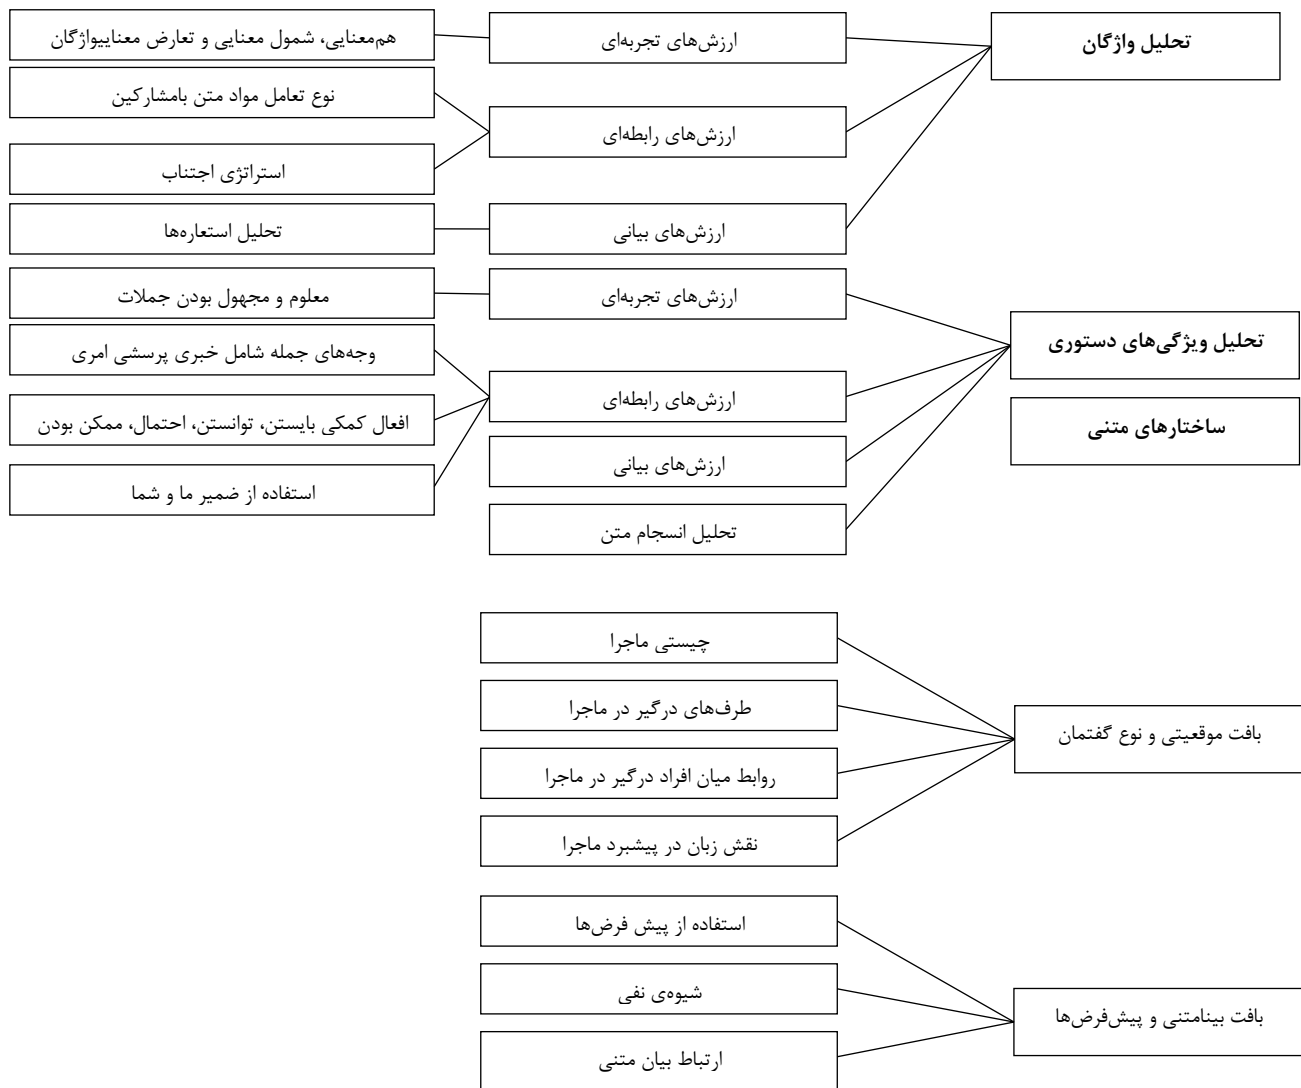 تحلیل واژگان
ارزش‌های تجربه‌ای
هم‌معنایی، شمول معنایی و تعارض معناییواژگان
ارزش‌های رابطه‌ای
نوع تعامل مواد متن بامشارکین
استراتژی اجتناب
ارزش‌های بیانی
تحلیل استعاره‌ها
تحلیل ویژگی‌های دستوری
ارزش‌های تجربه‌ای
معلوم و مجهول بودن جملات
ارزش‌های رابطه‌ای
وجه‌های جمله شامل خبری پرسشی امری
افعال کمکی بایستن، توانستن، احتمال، ممکن بودن
استفاده از ضمیر ما و شما
ارزش‌های بیانی
تحلیل انسجام متن
ساختارهای متنی
بافت موقعیتی و نوع گفتمان
چیستی ماجرا
طرف‌های درگیر در ماجرا
روابط میان افراد درگیر در ماجرا
نقش زبان در پیشبرد ماجرا
بافت بینامتنی و پیش‌فرض‌ها
استفاده از پیش فرض‌ها
شیوه‌ی نفی
ارتباط بیان متنی